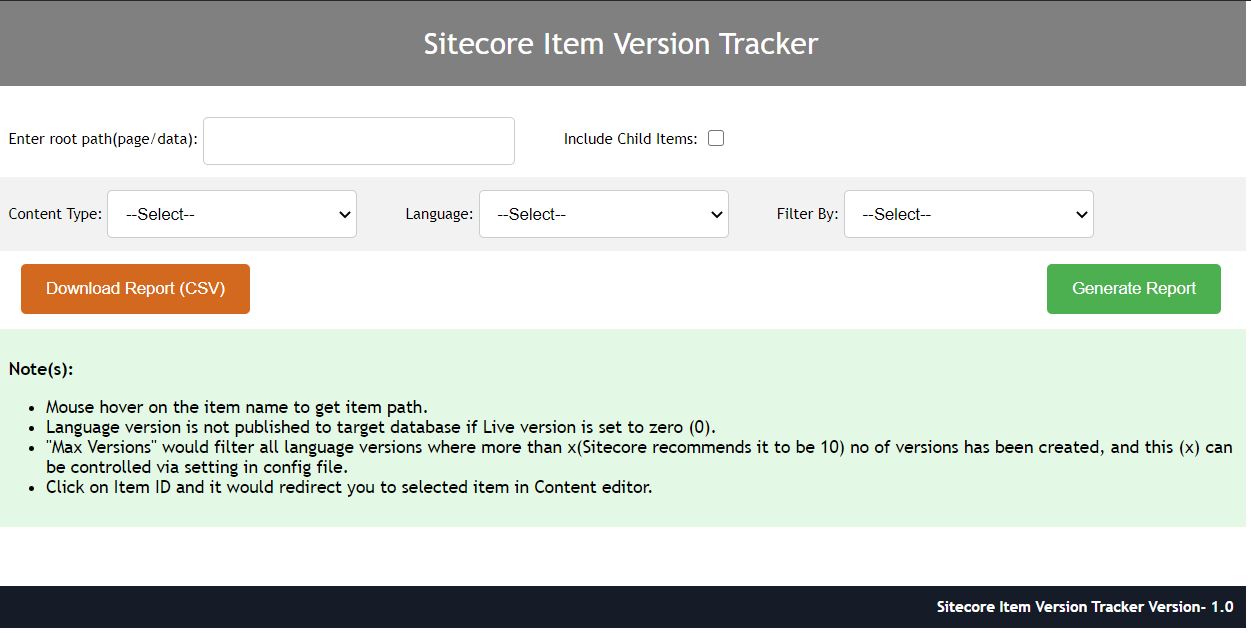 Sitecore Item Version Tracker
Enter root path(page/data):
Include Child Items:
Content Type: --Select-- Language: --Select-- Filter By: --Select--
Download Report (CSV)
Generate Report
Note(s):
Mouse hover on the item name to get item path.
Language version is not published to target database if Live version is set to zero (0).
"Max Versions" would filter all language versions where more than x(Sitecore recommends it to be 10) no of versions has been created, and this (x) can
be controlled via setting in config file.
Click on Item ID and it would redirect you to selected item in Content editor.
Sitecore Item Version Tracker Version- 1.0